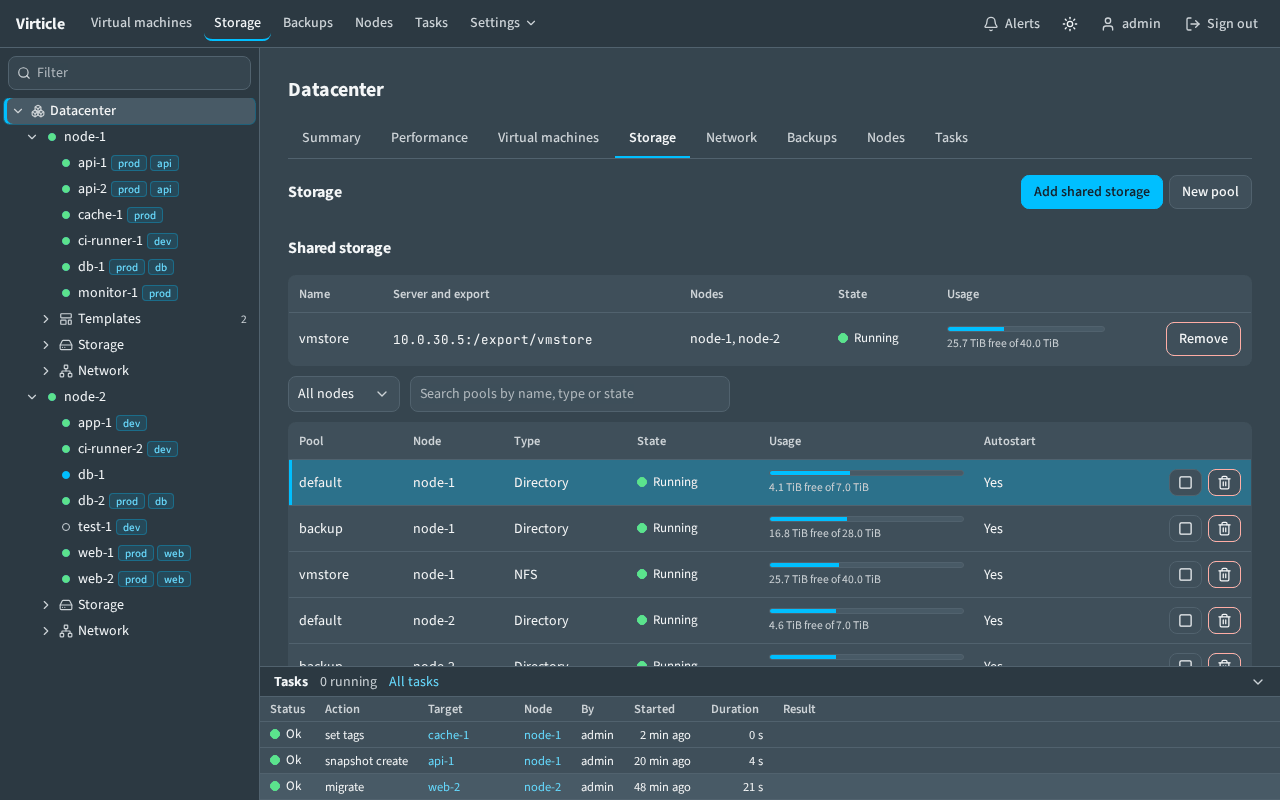 Virticle Virtual machines Storage Backups Nodes Tasks Settings Alerts admin Sign out
Filter
Datacenter
node-1
api-1 prod api
api-2 prod api
cache-1 prod
ci-runner-1 dev
db-1 prod db
monitor-1 prod
Templates 2
Storage
Network
node-2
app-1 dev
ci-runner-2 dev
db-1
db-2 prod db
test-1 dev
web-1 prod web
web-2 prod web
Storage
Network
Datacenter
Summary Performance Virtual machines Storage Network Backups Nodes Tasks
Storage Add shared storage New pool
Shared storage
Name Server and export Nodes State Usage
vmstore 10.0.30.5:/export/vmstore node-1, node-2 Running 25.7 TiB free of 40.0 TiB Remove
All nodes Search pools by name, type or state
Pool Node Type State Usage Autostart
default node-1 Directory Running 4.1 TiB free of 7.0 TiB Yes
backup node-1 Directory Running 16.8 TiB free of 28.0 TiB Yes
vmstore node-1 NFS Running 25.7 TiB free of 40.0 TiB Yes
default node-2 Directory Running 4.6 TiB free of 7.0 TiB Yes
backup node-2 Directory Running Yes
Tasks 0 running All tasks
Status Action Target Node By Started Duration Result
Ok set tags cache-1 node-1 admin 2 min ago 0 s
Ok snapshot create api-1 node-1 admin 20 min ago 4 s
Ok migrate web-2 node-2 admin 48 min ago 21 s